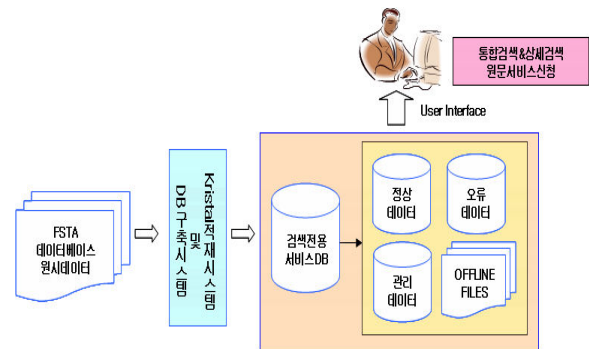 통합검색&상세검색
원문서비스신청
User Interface
FSTA
데이터베이스
원시데이터
Kristal적재시스템
및
DB구축시스템
검색전용
서비스DB
정상
데이터
오류
데이터
관리
데이터
OFFLINE
FILES